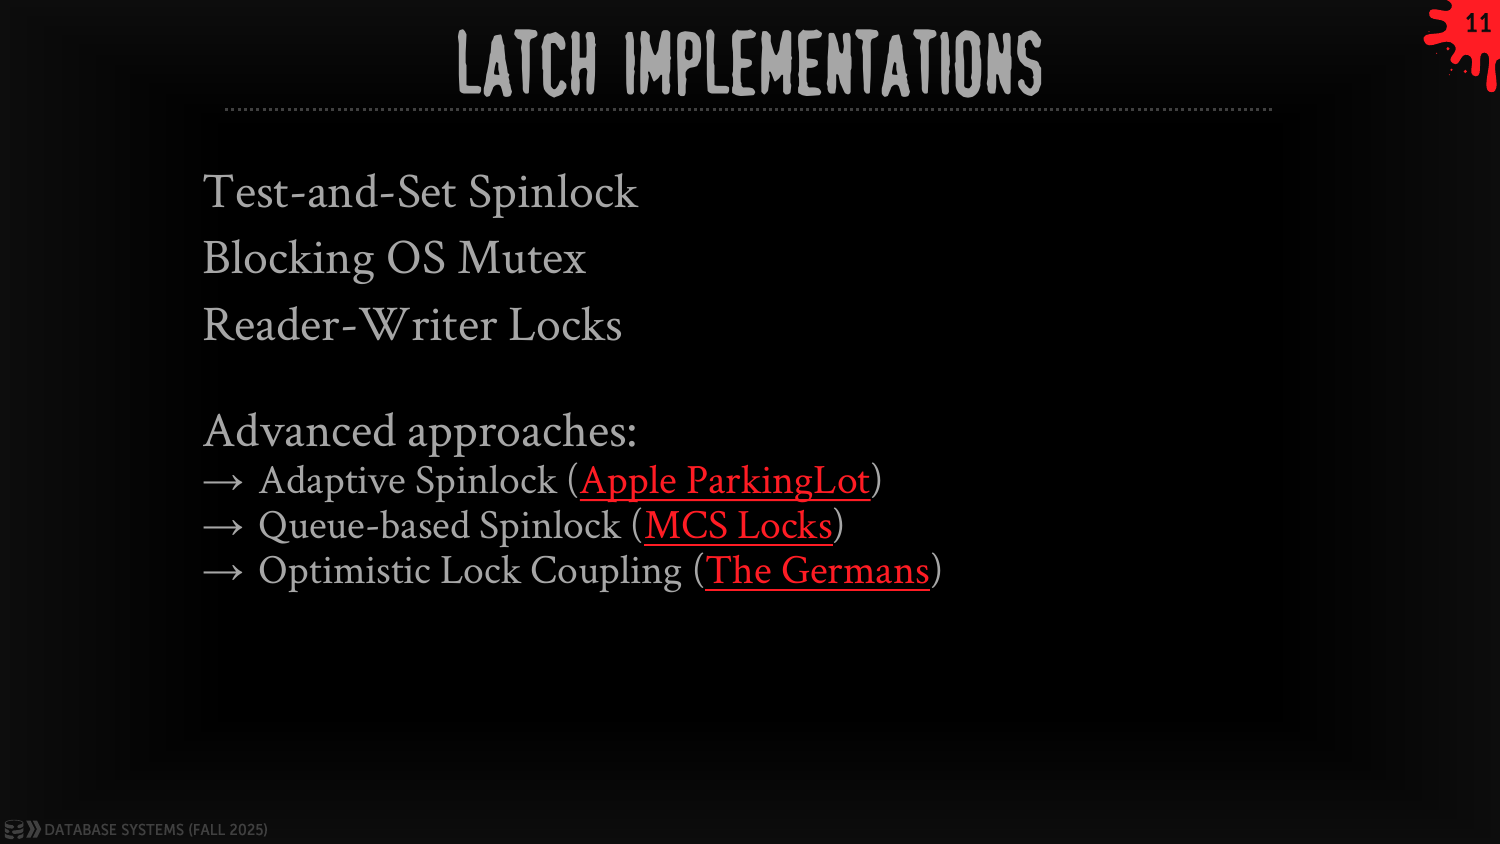 11
LATCH IMPLEMENTATIONS
Test-and-Set Spinlock
Blocking OS Mutex
Reader-Writer Locks
Advanced approaches:
→ Adaptive Spinlock (Apple ParkingLot)
→ Queue-based Spinlock (MCS Locks)
→ Optimistic Lock Coupling (The Germans)
DATABASE SYSTEMS (FALL 2025)